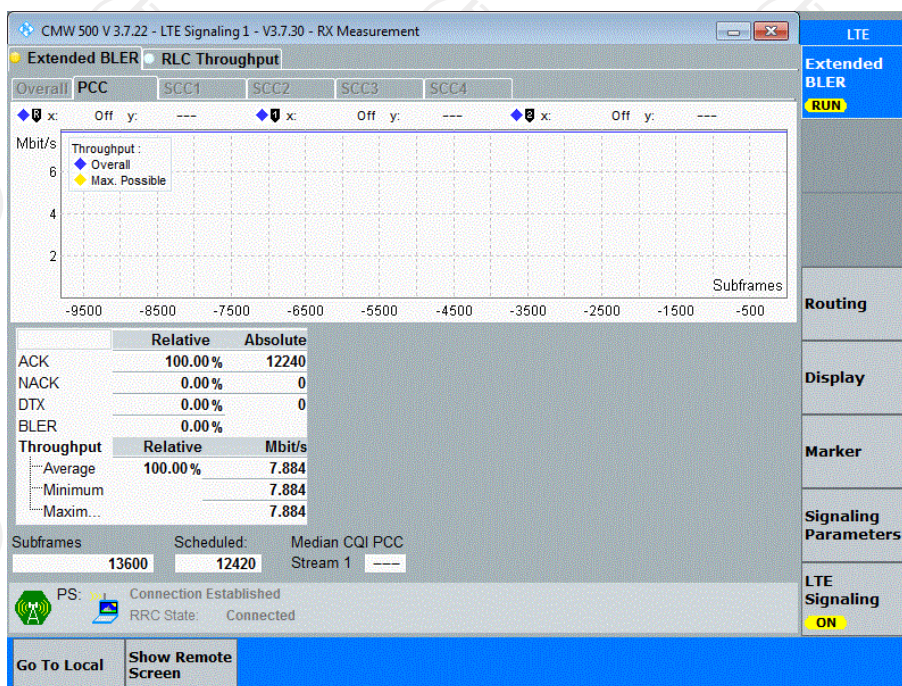 CMW 500 V 3.7.22 - LTE Signaling 1 - V3.7.30 - RX Measurement
LTE
Extended BLER RLC Throughput
Extended BLER
RUN
Overall PCC SCC1 SCC2 SCC3 SCC4
0 x: Off y: --- 1 x: Off y: --- 2 x: Off y: ---
Mbit/s
Throughput :
Overall
Max. Possible
6
4
2
Subframes
-9500 -8500 -7500 -6600 -5500 -4500 -3500 -2500 -1500 -500
Relative Absolute
ACK 100.00 % 12240
NACK 0.00 % 0
DTX 0.00 % 0
BLER 0.00 %
Throughput Relative Mbit/s
Average 100.00 % 7.884
Minimum 7.884
Maxim... 7.884
Subframes Scheduled: Median CQI PCC
13600 12420 Stream 1 ---
PS: Connection Established
RRC State: Connected
Routing
Display
Marker
Signaling Parameters
LTE Signaling
ON
Go To Local
Show Remote Screen